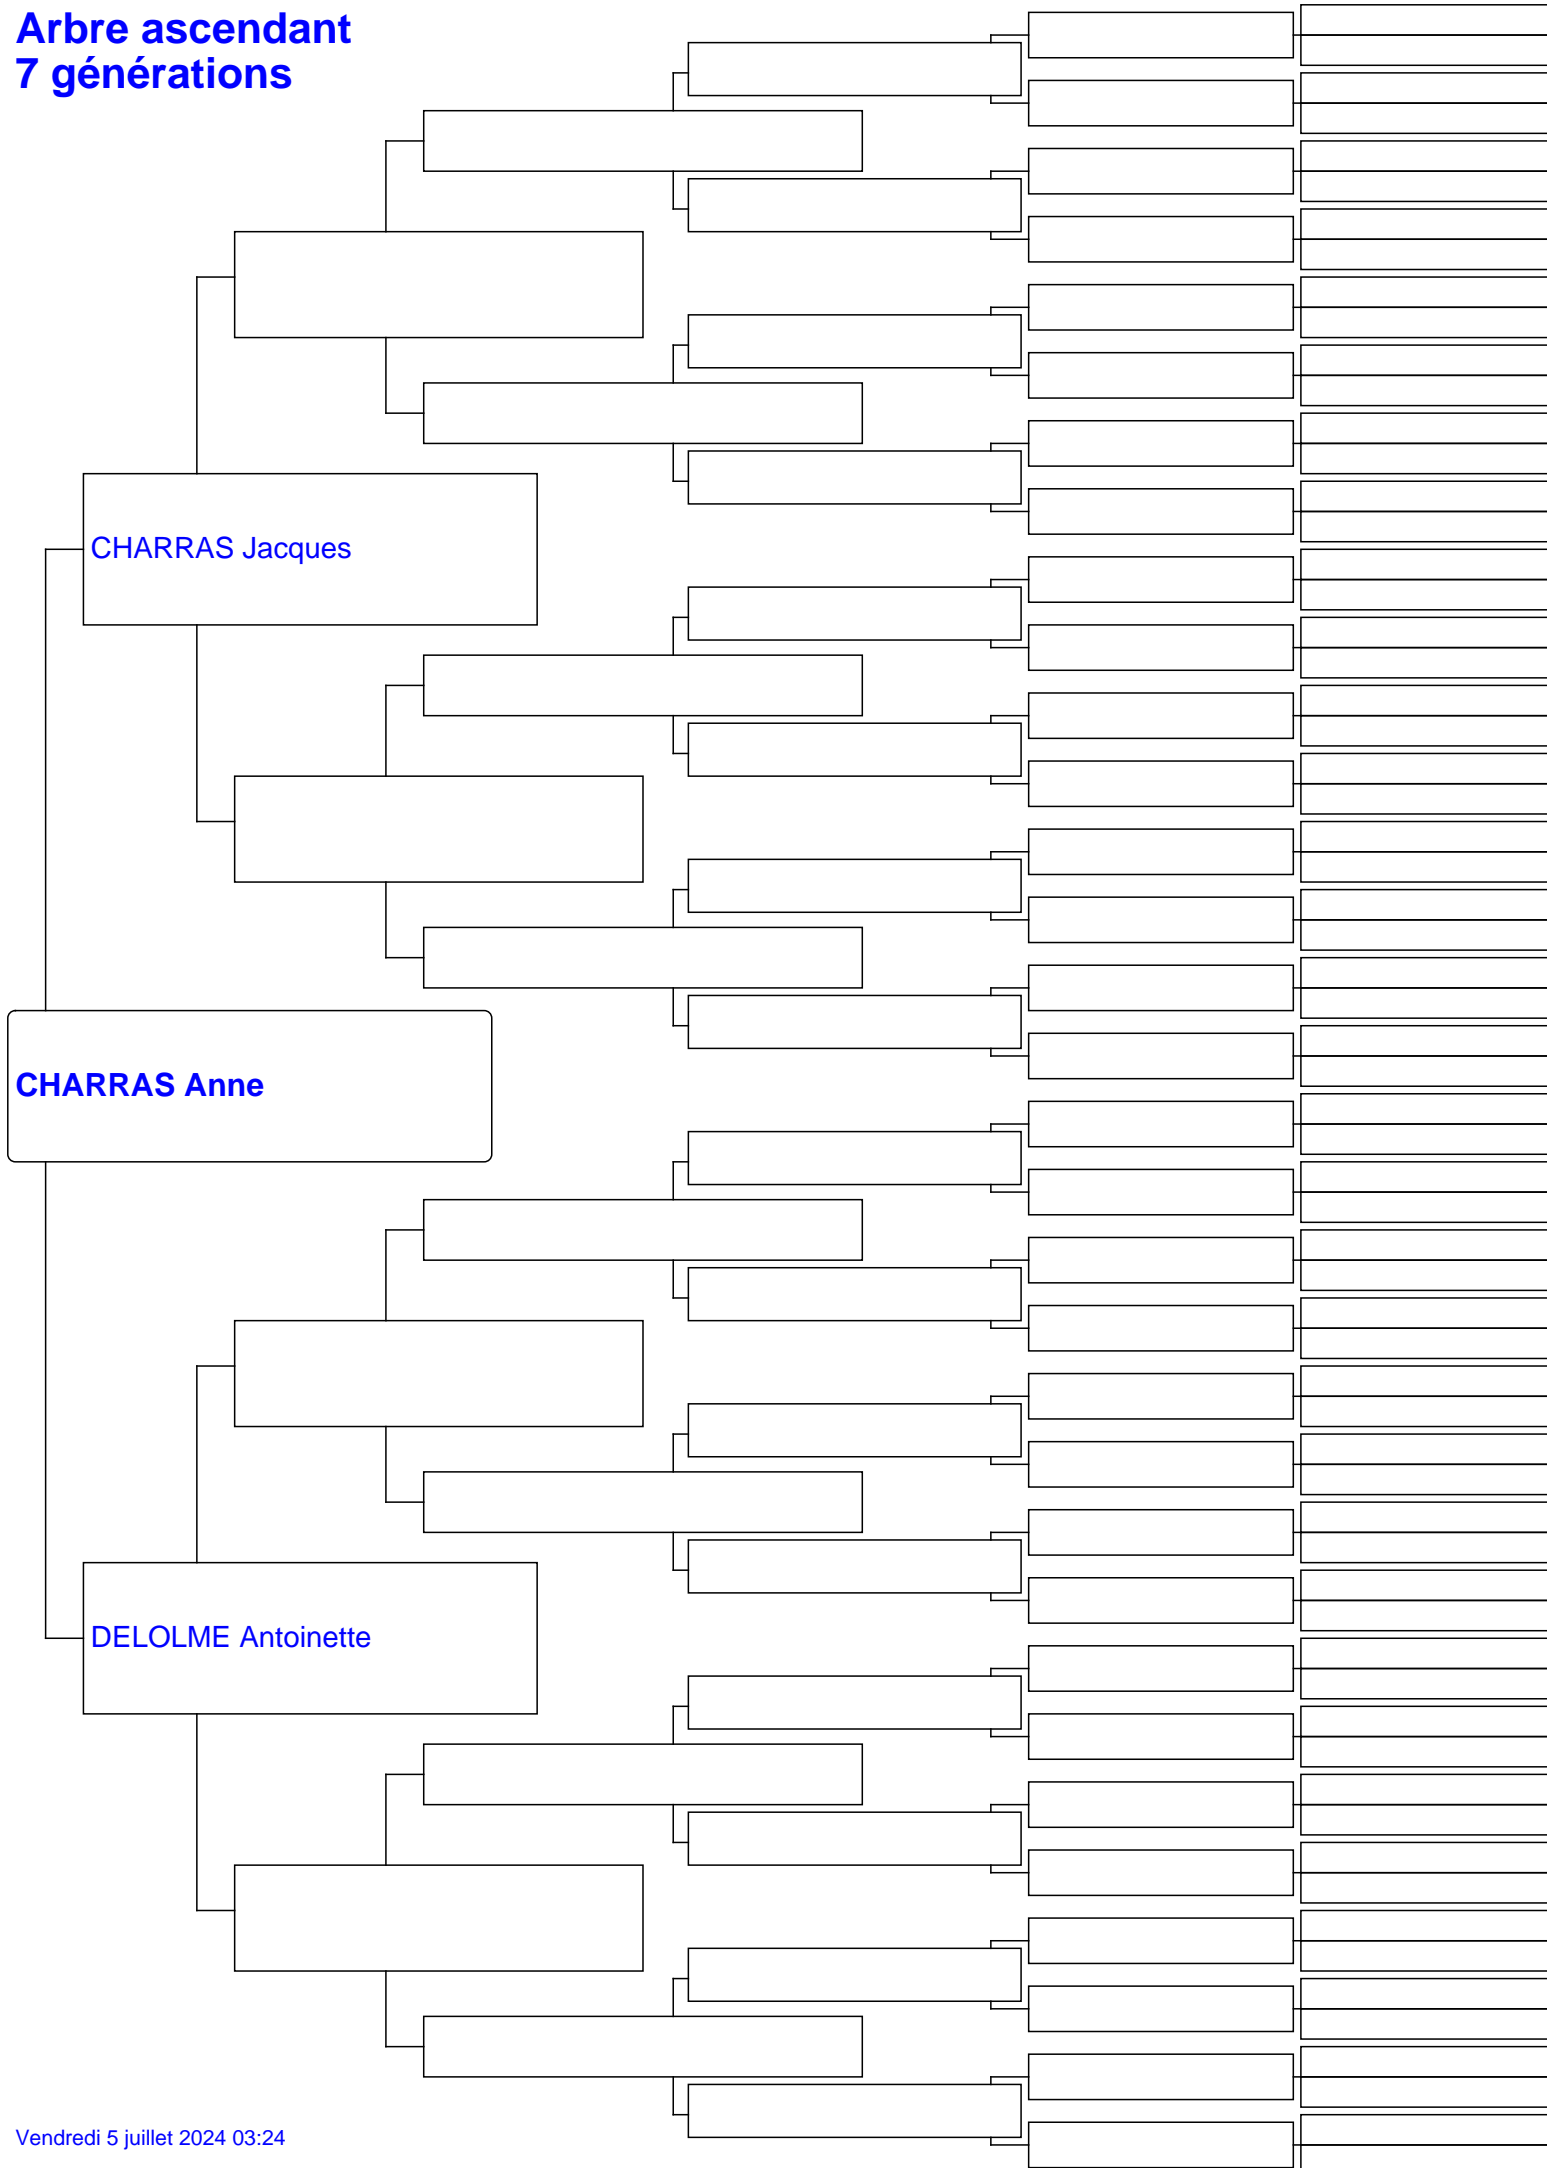 Arbre ascendant
7 générations
CHARRAS Jacques
CHARRAS Anne
DELOLME Antoinette
Vendredi 5 juillet 2024 03:24